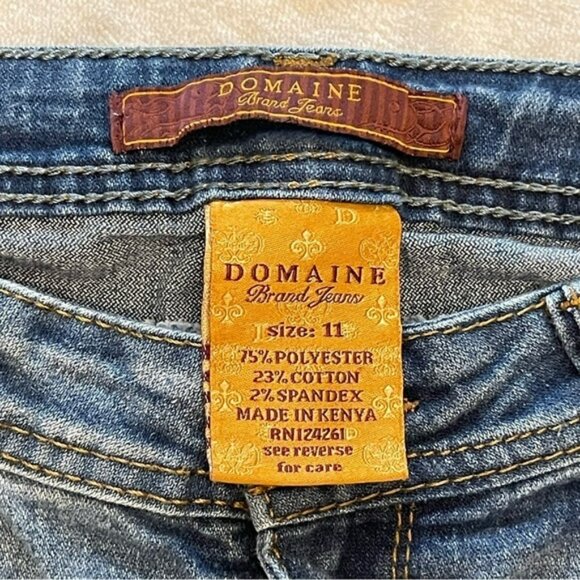 DOMAINE
Brand Jeans
D
DOMAINE
Brand Jeans
size: 11
75% POLYESTER
23% COTTON
2% SPANDEX
MADE IN KENYA
RN124261
see reverse
for care